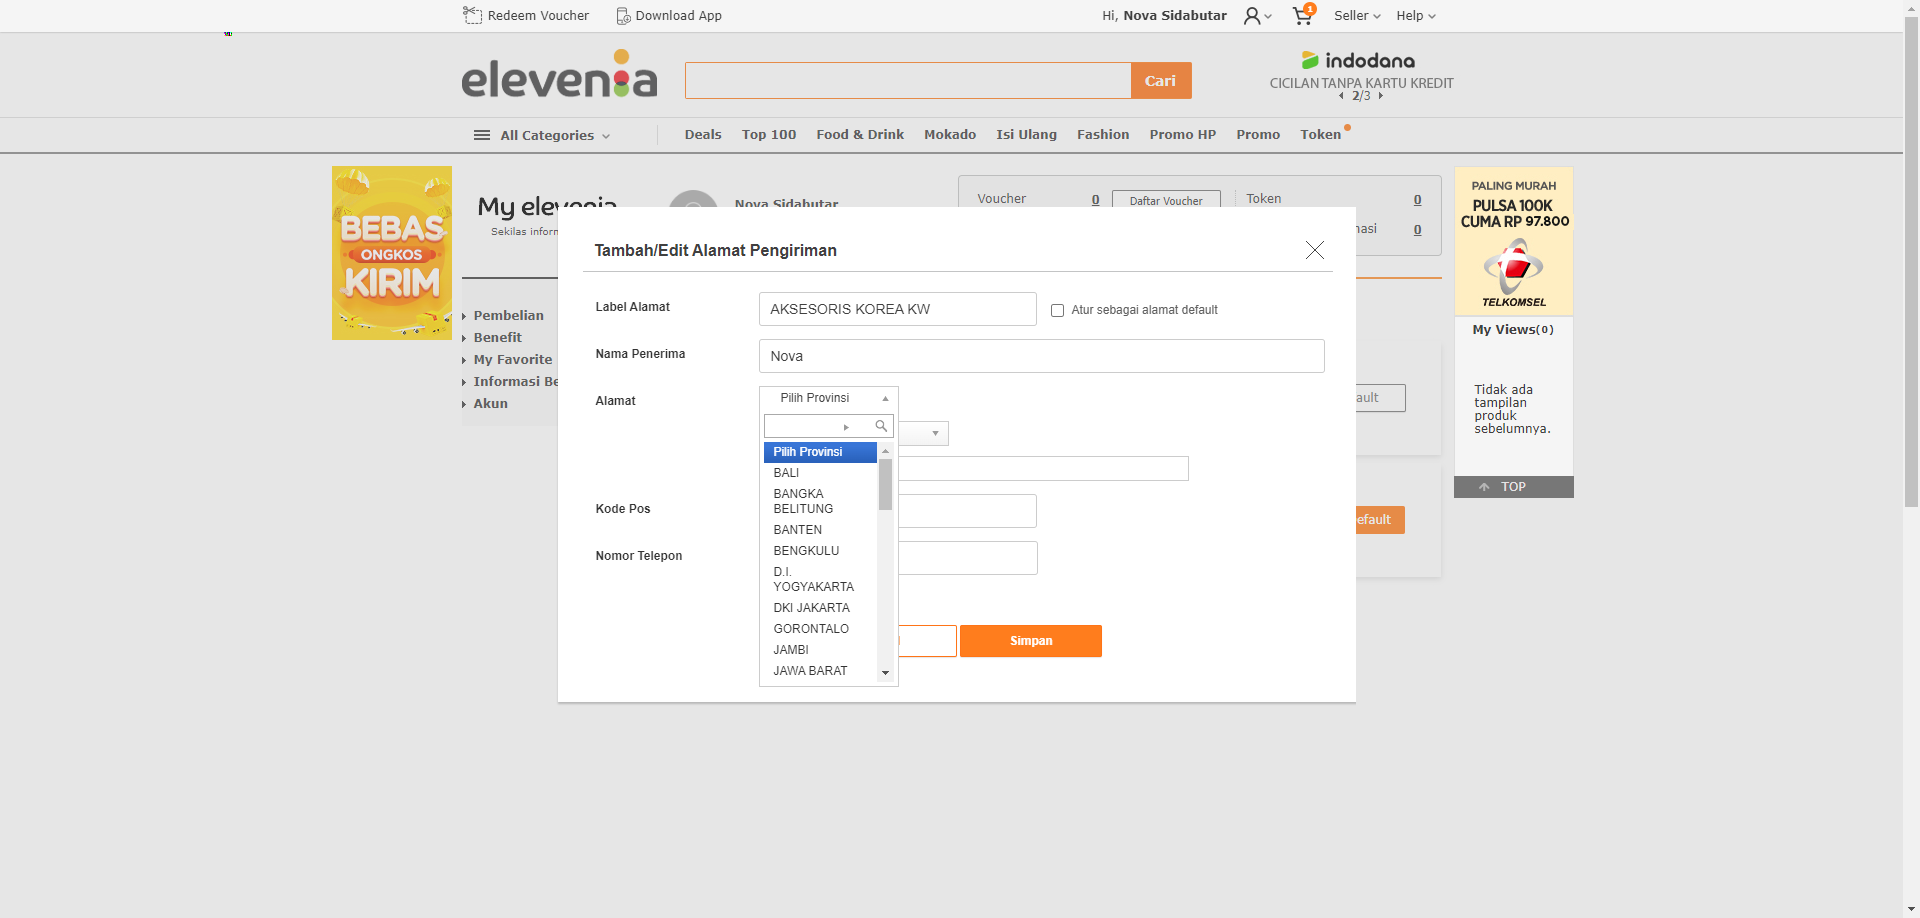 Redeem Voucher
Download App
Hi, Nova Sidabutar
1
Seller
Help
elevenia
Cari
indodana
CICILAN TANPA KARTU KREDIT
2/3
All Categories
Deals
Top 100
Food & Drink
Mokado
Isi Ulang
Fashion
Promo HP
Promo
Token
BEBAS
ONGKOS
KIRIM
My elevenia
Sekilas inform
Nova Sidabutar
Voucher
0
Daftar Voucher
Token
0
nasi
0
PALING MURAH
PULSA 100K
CUMA RP 97.800
TELKOMSEL
My Views(0)
Tidak ada
tampilan
produk
sebelumnya.
TOP
Pembelian
Benefit
My Favorite
Informasi Be
Akun
Tambah/Edit Alamat Pengiriman
Label Alamat
AKSESORIS KOREA KW
Atur sebagai alamat default
Nama Penerima
Nova
Alamat
Pilih Provinsi
Pilih Provinsi
BALI
BANGKA
BELITUNG
BANTEN
BENGKULU
D.I.
YOGYAKARTA
DKI JAKARTA
GORONTALO
JAMBI
JAWA BARAT
Kode Pos
Nomor Telepon
Simpan
ault
efault